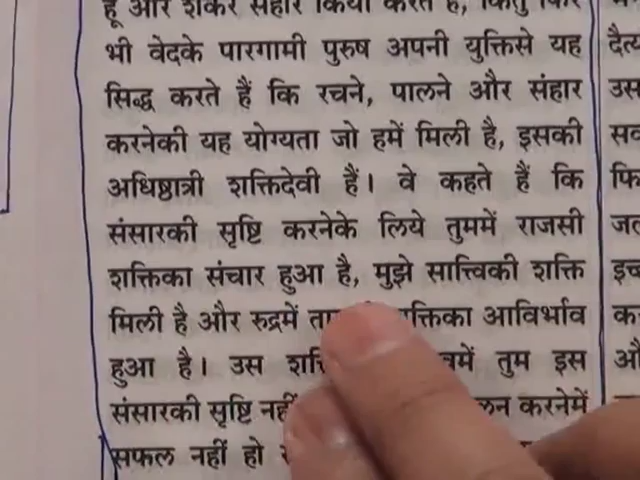 हूँ और शंकर संहार किया करते हैं, किंतु फिर
भी वेदके पारगामी पुरुष अपनी युक्तिसे यह
सिद्ध करते हैं कि रचने, पालने और संहार
करनेकी यह योग्यता जो हमें मिली है, इसकी
अधिष्ठात्री शक्तिदेवी हैं। वे कहते हैं कि
संसारकी सृष्टि करनेके लिये तुममें राजसी
शक्तिका संचार हुआ है, मुझे सात्त्विकी शक्ति
मिली है और रुद्रमें आविर्भाव
हुआ है। उस तुम इस
संसारकी सृष्टि नहीं करनेमें
सफल नहीं हो